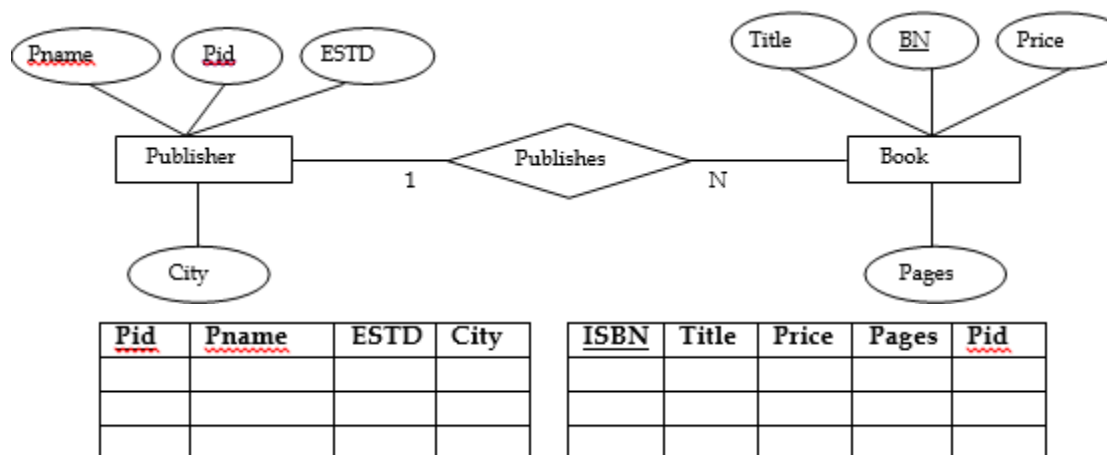 Pname Pid ESTD Title BN Price
Publisher Publishes Book
1 N
City Pages
Pid Pname ESTD City ISBN Title Price Pages Pid